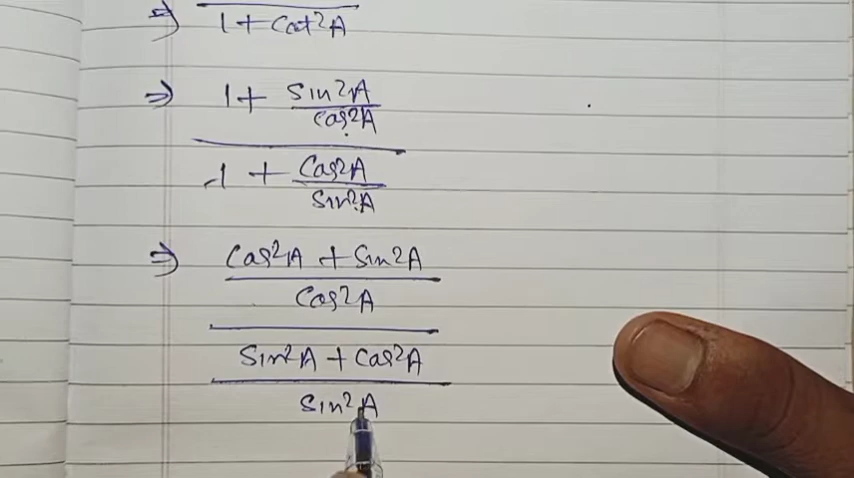 ⇒ 1 + Cot²A
⇒ 1 + Sin²A
Cos²A
1 + Cos²A
Sin²A
⇒ Cos²A + Sin²A
Cos²A
Sin²A + Cos²A
Sin²A